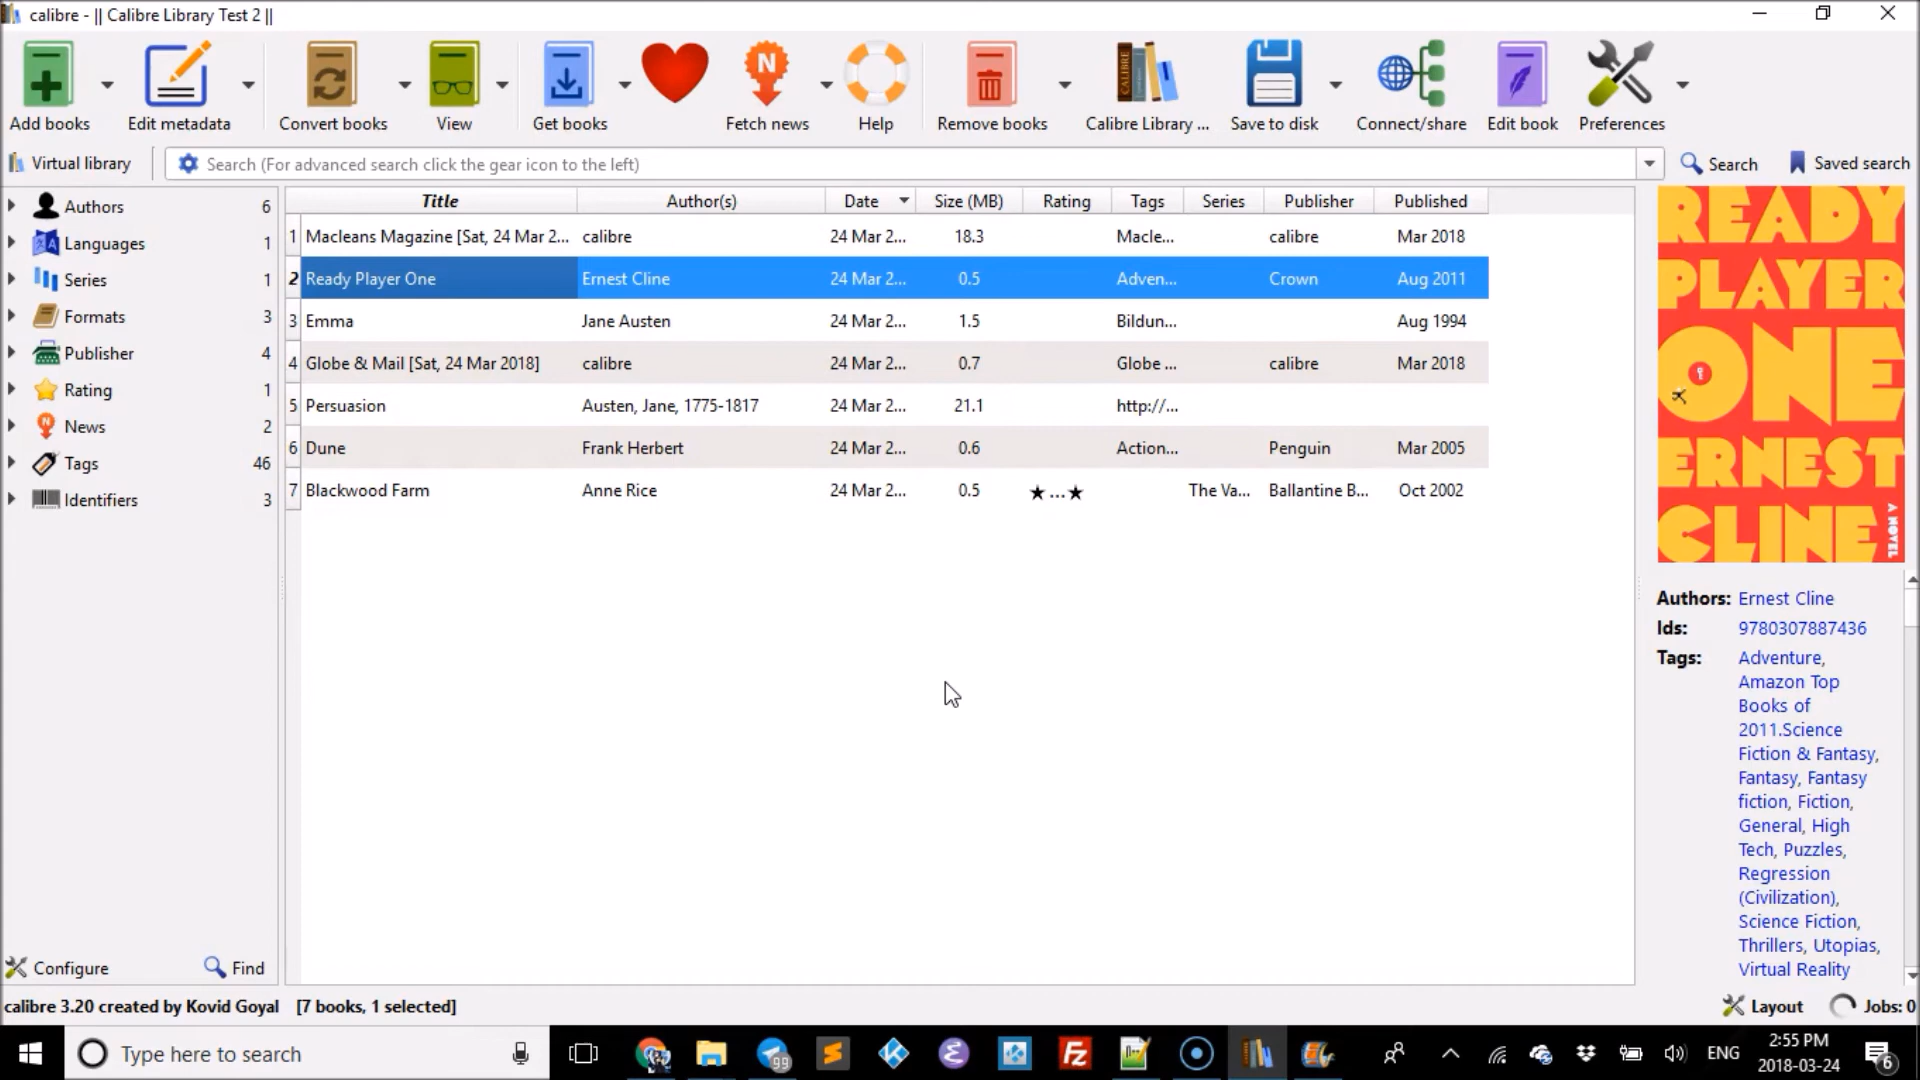 calibre - || Calibre Library Test 2 ||
Add books
Edit metadata
Convert books
View
Get books
N
Fetch news
Help
Remove books
CALIBRE
Calibre Library ...
Save to disk
Connect/share
Edit book
Preferences
Virtual library
Search (For advanced search click the gear icon to the left)
Search
Saved search
Authors 6
Languages 1
Series 1
Formats 3
Publisher 4
Rating 1
News 2
Tags 46
Identifiers 3
Title Author(s) Date Size (MB) Rating Tags Series Publisher Published
1 Macleans Magazine [Sat, 24 Mar 2... calibre 24 Mar 2... 18.3 Macle... calibre Mar 2018
2 Ready Player One Ernest Cline 24 Mar 2... 0.5 Adven... Crown Aug 2011
3 Emma Jane Austen 24 Mar 2... 1.5 Bildun... Aug 1994
4 Globe & Mail [Sat, 24 Mar 2018] calibre 24 Mar 2... 0.7 Globe ... calibre Mar 2018
5 Persuasion Austen, Jane, 1775-1817 24 Mar 2... 21.1 http://...
6 Dune Frank Herbert 24 Mar 2... 0.6 Action... Penguin Mar 2005
7 Blackwood Farm Anne Rice 24 Mar 2... 0.5 ★...★ The Va... Ballantine B... Oct 2002
READY
PLAYER
ONE
ERNEST
CLINE
A NOVEL
Authors: Ernest Cline
Ids: 9780307887436
Tags: Adventure,
Amazon Top
Books of
2011.Science
Fiction & Fantasy,
Fantasy, Fantasy
fiction, Fiction,
General, High
Tech, Puzzles,
Regression
(Civilization),
Science Fiction,
Thrillers, Utopias,
Virtual Reality
Configure
Find
calibre 3.20 created by Kovid Goyal [7 books, 1 selected]
Layout
Jobs: 0
Type here to search
99
Fz
ENG
2:55 PM
2018-03-24
6